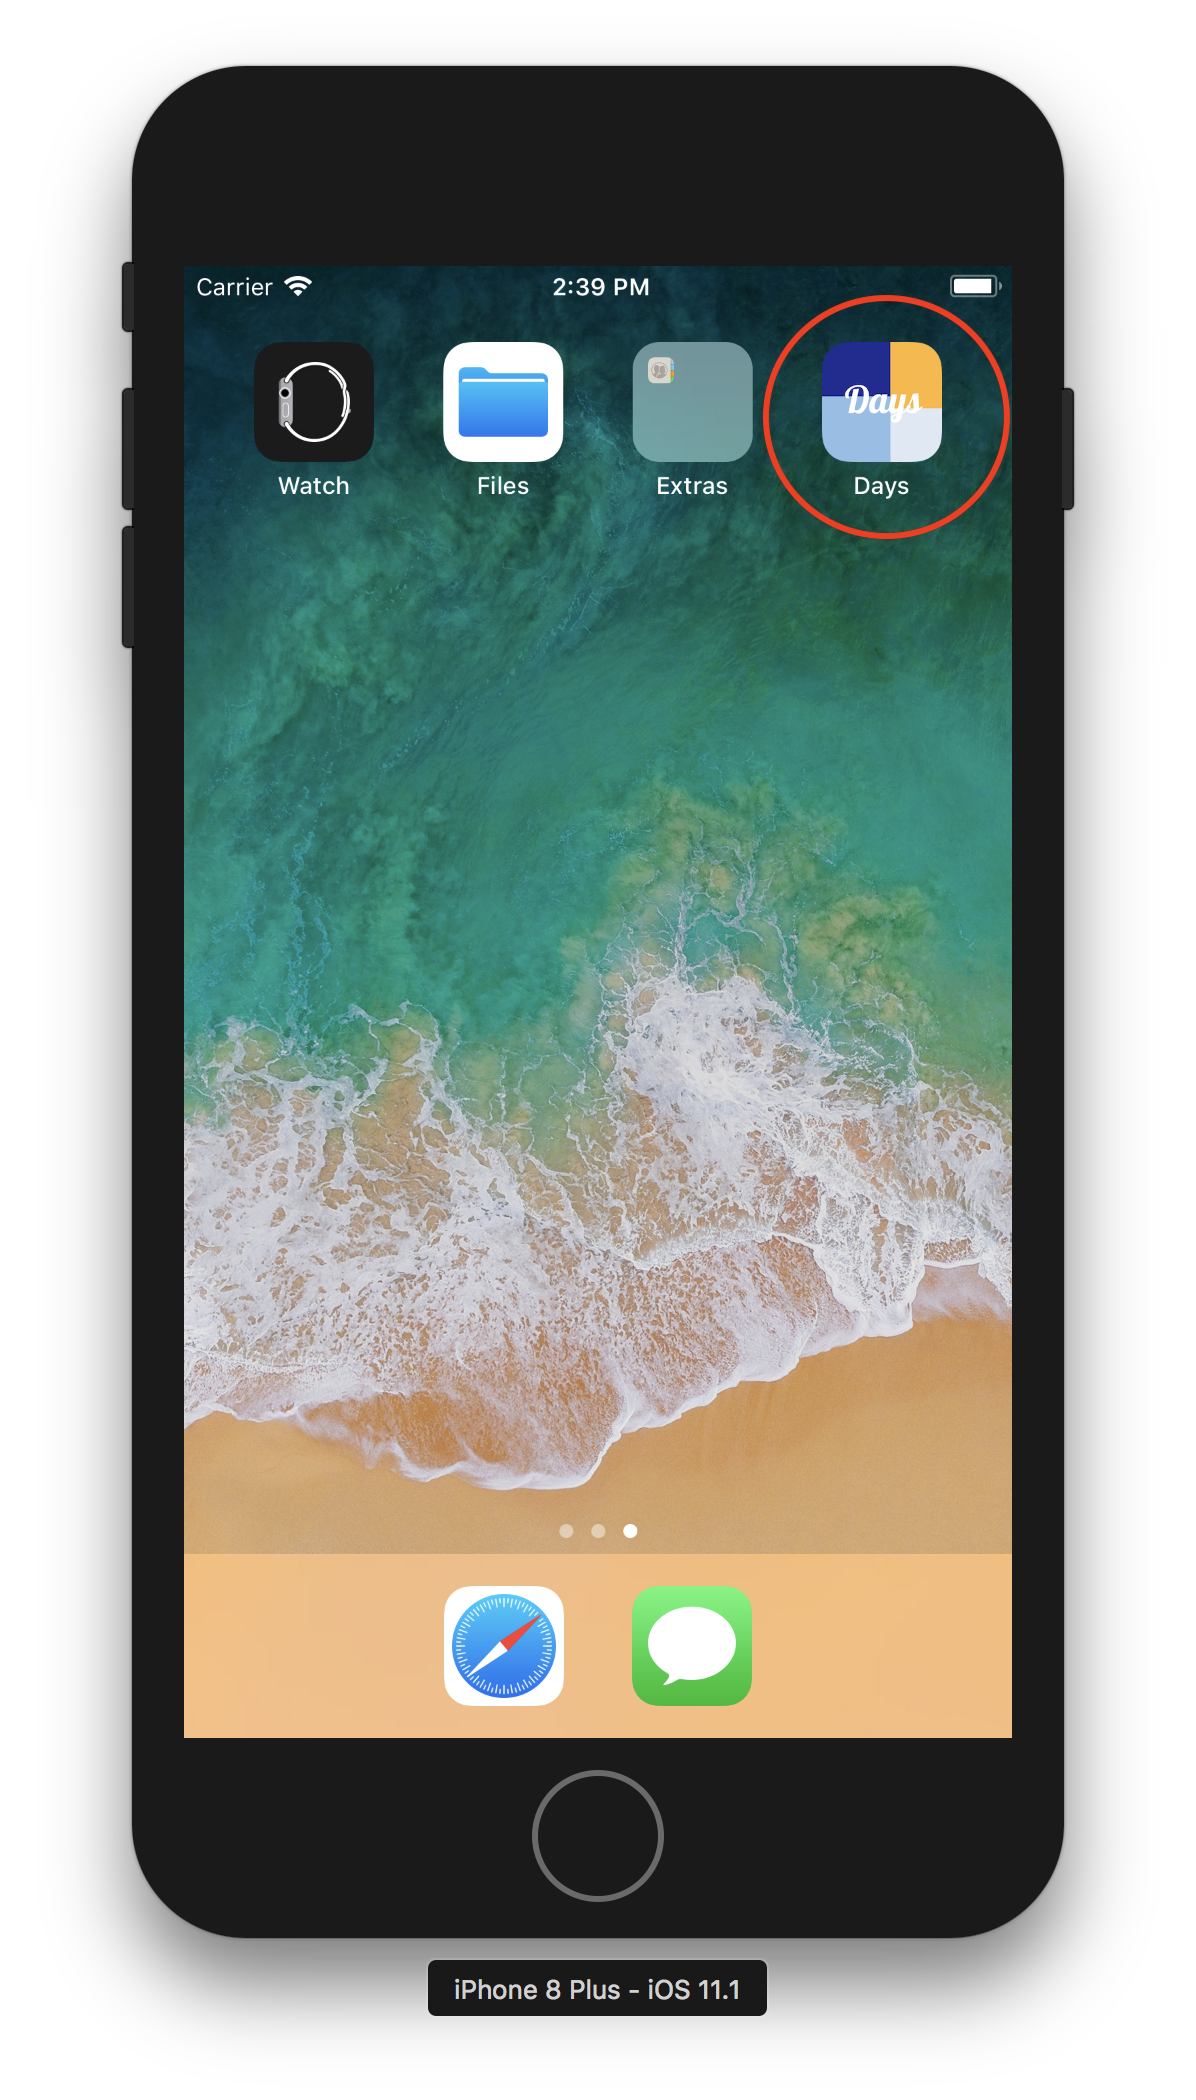 Carrier 2:39 PM
Days
Watch Files Extras Days
iPhone 8 Plus - iOS 11.1